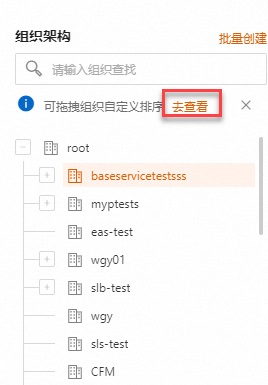 组织架构 批量创建
请输入组织查找
可拖拽组织自定义排序 去查看
root
baseservicetestsss
myptests
eas-test
wgy01
slb-test
wgy
sls-test
CFM